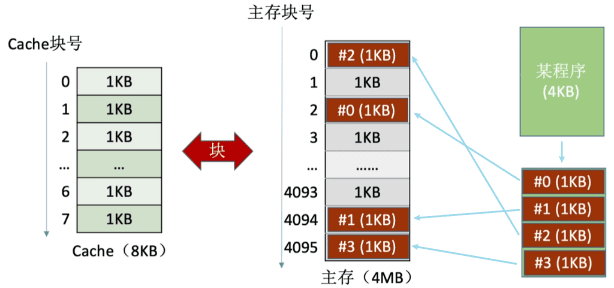 Cache块号
0 1KB
1 1KB
2 1KB
... ...
6 1KB
7 1KB
Cache（8KB）
块
主存块号
0 #2 (1KB)
1 1KB
2 #0 (1KB)
3 1KB
... ......
4093 1KB
4094 #1 (1KB)
4095 #3 (1KB)
主存（4MB）
某程序
(4KB)
#0 (1KB)
#1 (1KB)
#2 (1KB)
#3 (1KB)